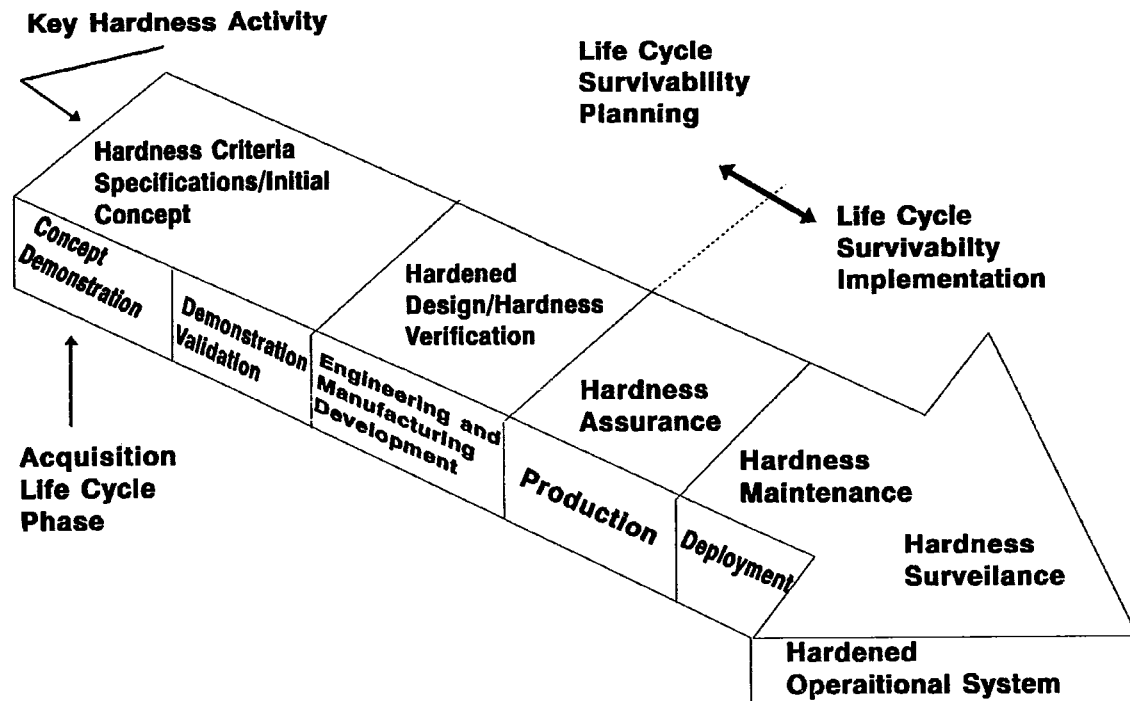 Key Hardness Activity
Life Cycle
Survivability
Planning
Hardness Criteria
Specifications/Initial
Concept
Life Cycle
Survivabilty
Implementation
Concept
Demonstration
Hardened
Design/Hardness
Verification
Demonstration
Validation
Engineering and
Manufacturing
Development
Hardness
Assurance
Acquisition
Life Cycle
Phase
Production
Hardness
Maintenance
Deployment
Hardness
Surveilance
Hardened
Operaitional System